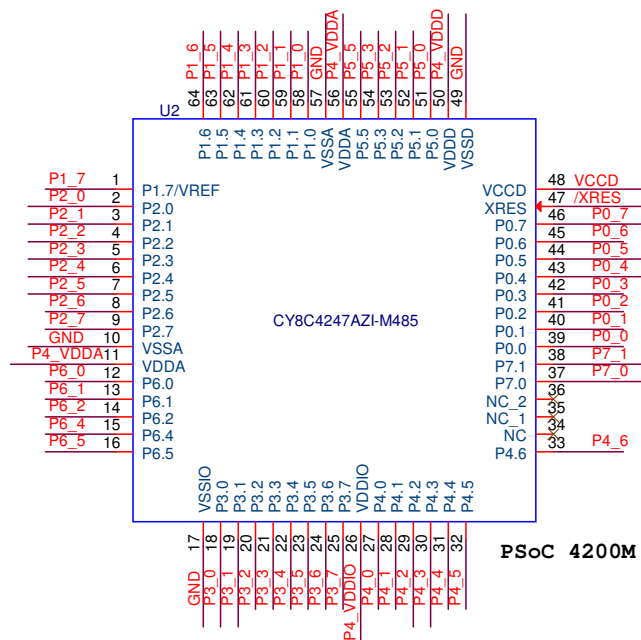 P1_6
P1_5
P1_4
P1_3
P1_2
P1_1
P1_0
GND
P4_VDDA
P5_5
P5_3
P5_2
P5_1
P5_0
P4_VDDD
GND
64
63
62
61
60
59
58
57
56
55
54
53
52
51
50
49
U2
P1.6
P1.5
P1.4
P1.3
P1.2
P1.1
P1.0
VSSA
VDDA
P5.5
P5.3
P5.2
P5.1
P5.0
VDDD
VSSD
P1_7 1 P1.7/VREF
P2_0 2 P2.0
P2_1 3 P2.1
P2_2 4 P2.2
P2_3 5 P2.3
P2_4 6 P2.4
P2_5 7 P2.5
P2_6 8 P2.6
P2_7 9 P2.7
GND 10 VSSA
P4_VDDA 11 VDDA
P6_0 12 P6.0
P6_1 13 P6.1
P6_2 14 P6.2
P6_4 15 P6.4
P6_5 16 P6.5
CY8C4247AZI-M485
VCCD 48 VCCD
XRES 47 /XRES
P0.7 46 P0_7
P0.6 45 P0_6
P0.5 44 P0_5
P0.4 43 P0_4
P0.3 42 P0_3
P0.2 41 P0_2
P0.1 40 P0_1
P0.0 39 P0_0
P7.1 38 P7_1
P7.0 37 P7_0
NC_2 36
NC_1 35
NC 34
P4.6 33 P4_6
VSSIO
P3.0
P3.1
P3.2
P3.3
P3.4
P3.5
P3.6
P3.7
VDDIO
P4.0
P4.1
P4.2
P4.3
P4.4
P4.5
17
18
19
20
21
22
23
24
25
26
27
28
29
30
31
32
GND
P3_0
P3_1
P3_2
P3_3
P3_4
P3_5
P3_6
P3_7
P4_VDDIO
P4_0
P4_1
P4_2
P4_3
P4_4
P4_5
PSoC 4200M